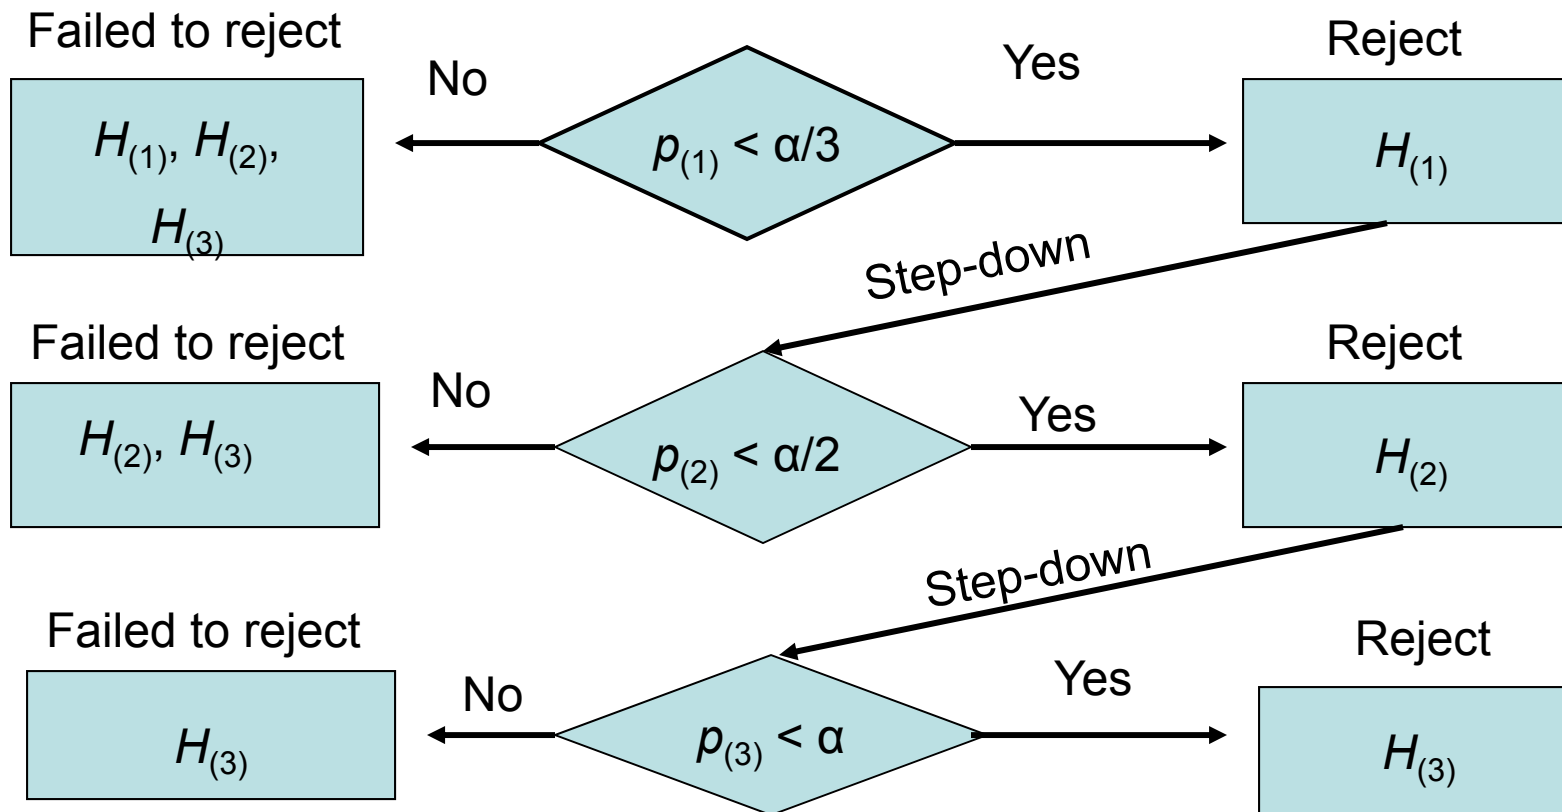 Failed to reject
No
Yes
Reject
H(1), H(2),
H(3)
p(1) < α/3
H(1)
Step-down
Failed to reject
No
Yes
Reject
H(2), H(3)
p(2) < α/2
H(2)
Step-down
Failed to reject
No
Yes
Reject
H(3)
p(3) < α
H(3)